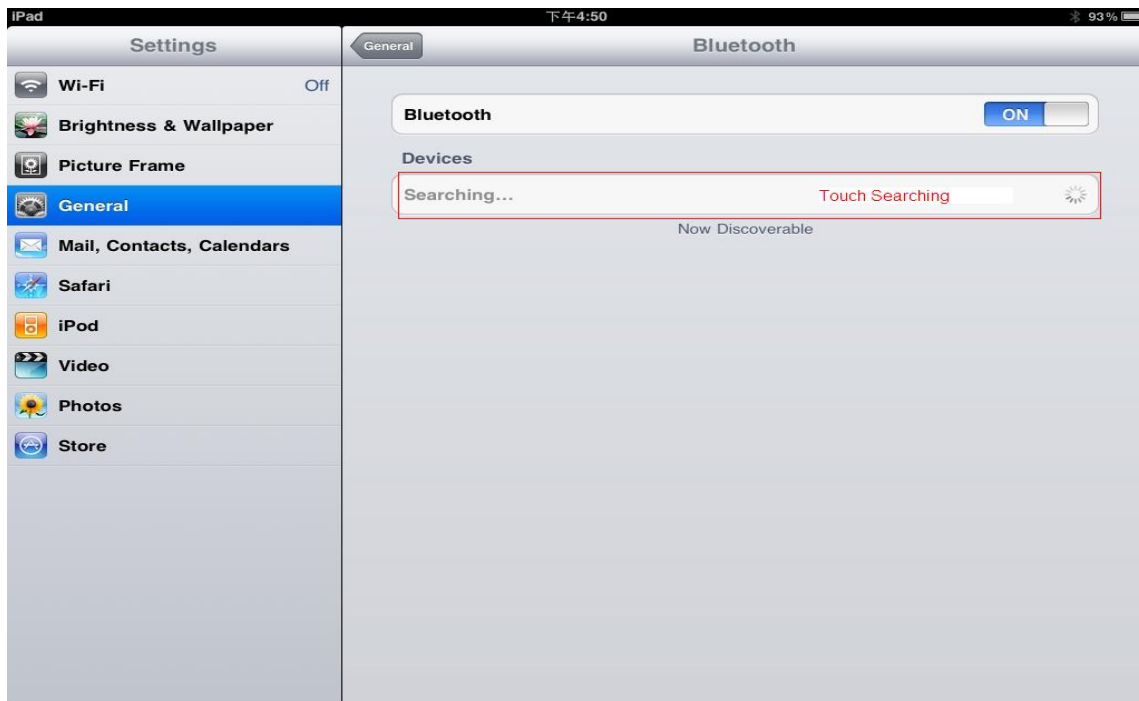 iPad 下午4:50 93%
Settings
Wi-Fi Off
Brightness & Wallpaper
Picture Frame
General
Mail, Contacts, Calendars
Safari
iPod
Video
Photos
Store
General Bluetooth
Bluetooth ON
Devices
Searching... Touch Searching
Now Discoverable